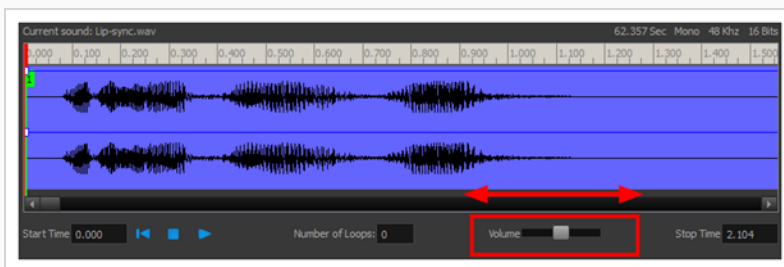 Current sound: Lip-sync.wav 62.357 Sec Mono 48 Khz 16 Bits
0.000 0.100 0.200 0.300 0.400 0.500 0.600 0.700 0.800 0.900 1.000 1.100 1.200 1.300 1.400 1.500
1
Start Time 0.000 Number of Loops: 0 Volume Stop Time 2.104